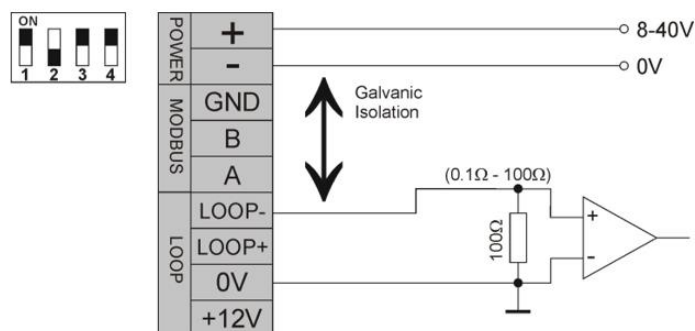 ON
1 2 3 4
POWER
+
-
8-40V
0V
MODBUS
GND
B
A
Galvanic
Isolation
LOOP
LOOP-
LOOP+
0V
+12V
(0.1Ω - 100Ω)
100Ω
+
-